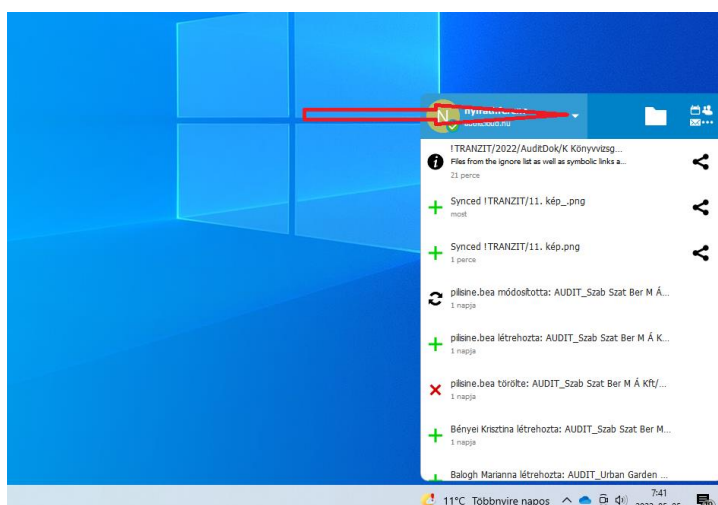 N
!TRANZIT/2022/AuditDok/K Könyvvizsg...
Files from the ignore list as well as symbolic links a...
21 perce
Synced !TRANZIT/11. kép_.png
most
Synced !TRANZIT/11. kép.png
1 perce
pilisine.bea módosította: AUDIT_Szab Szat Ber M Á...
1 napja
pilisine.bea létrehozta: AUDIT_Szab Szat Ber M Á K...
1 napja
pilisine.bea törölte: AUDIT_Szab Szat Ber M Á Kft/...
1 napja
Bényei Krisztina létrehozta: AUDIT_Szab Szat Ber M...
1 napja
Balogh Marianna létrehozta: AUDIT_Urban Garden ...
11°C Többnyire napos
7:41